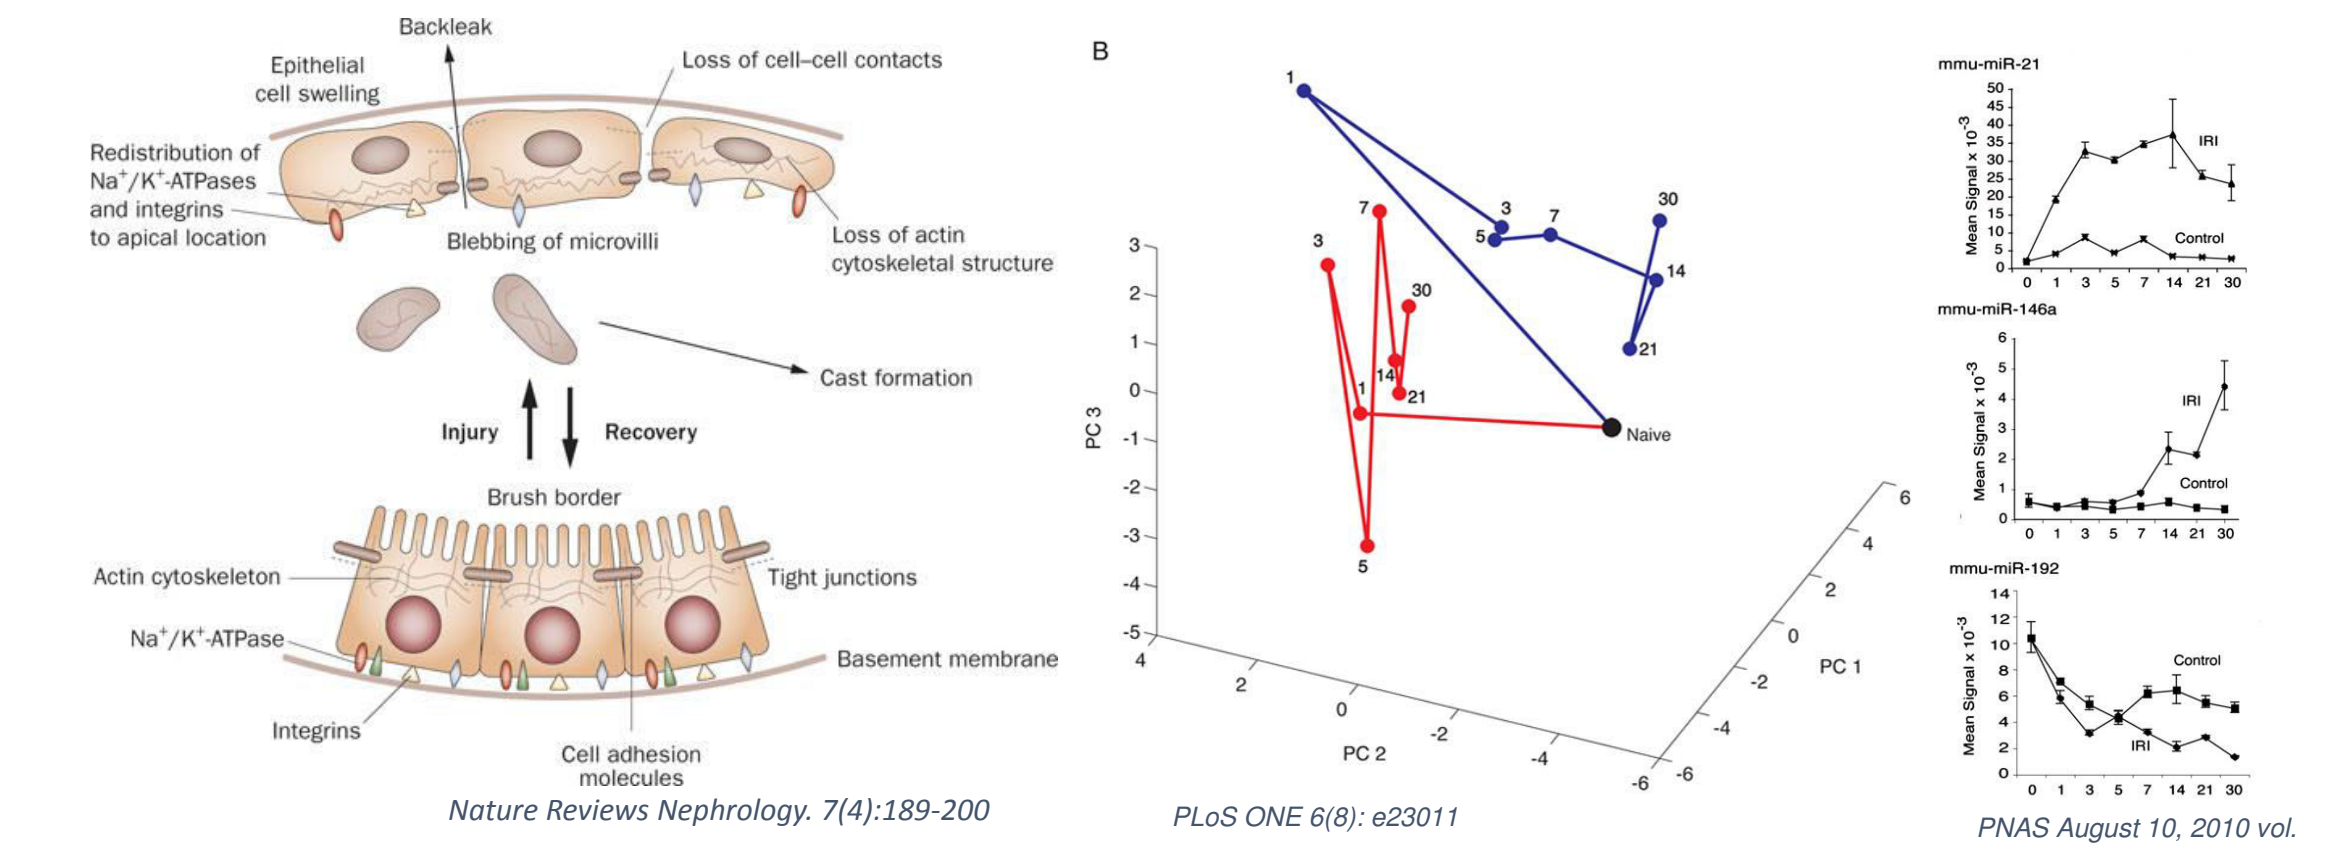 Backleak
Epithelial
cell swelling
Loss of cell–cell contacts
Redistribution of
Na+/K+-ATPases
and integrins
to apical location
Blebbing of microvilli
Loss of actin
cytoskeletal structure
Cast formation
Injury
Recovery
Brush border
Actin cytoskeleton
Tight junctions
Na+/K+-ATPase
Basement membrane
Integrins
Cell adhesion
molecules
Nature Reviews Nephrology. 7(4):189-200
B
1
3
5
7
14
21
30
3
7
1
14
21
30
5
Naive
PC 3
3
2
1
0
-1
-2
-3
-4
-5
PC 2
4
2
0
-2
-4
-6
PC 1
6
4
2
0
-2
-4
-6
PLoS ONE 6(8): e23011
mmu-miR-21
Mean Signal x 10-3
50
45
40
35
30
25
20
15
10
5
0
IRI
Control
0 1 3 5 7 14 21 30
mmu-miR-146a
Mean Signal x 10-3
6
5
4
3
2
1
0
IRI
Control
0 1 3 5 7 14 21 30
mmu-miR-192
Mean Signal x 10-3
14
12
10
8
6
4
2
0
Control
IRI
0 1 3 5 7 14 21 30
PNAS August 10, 2010 vol.